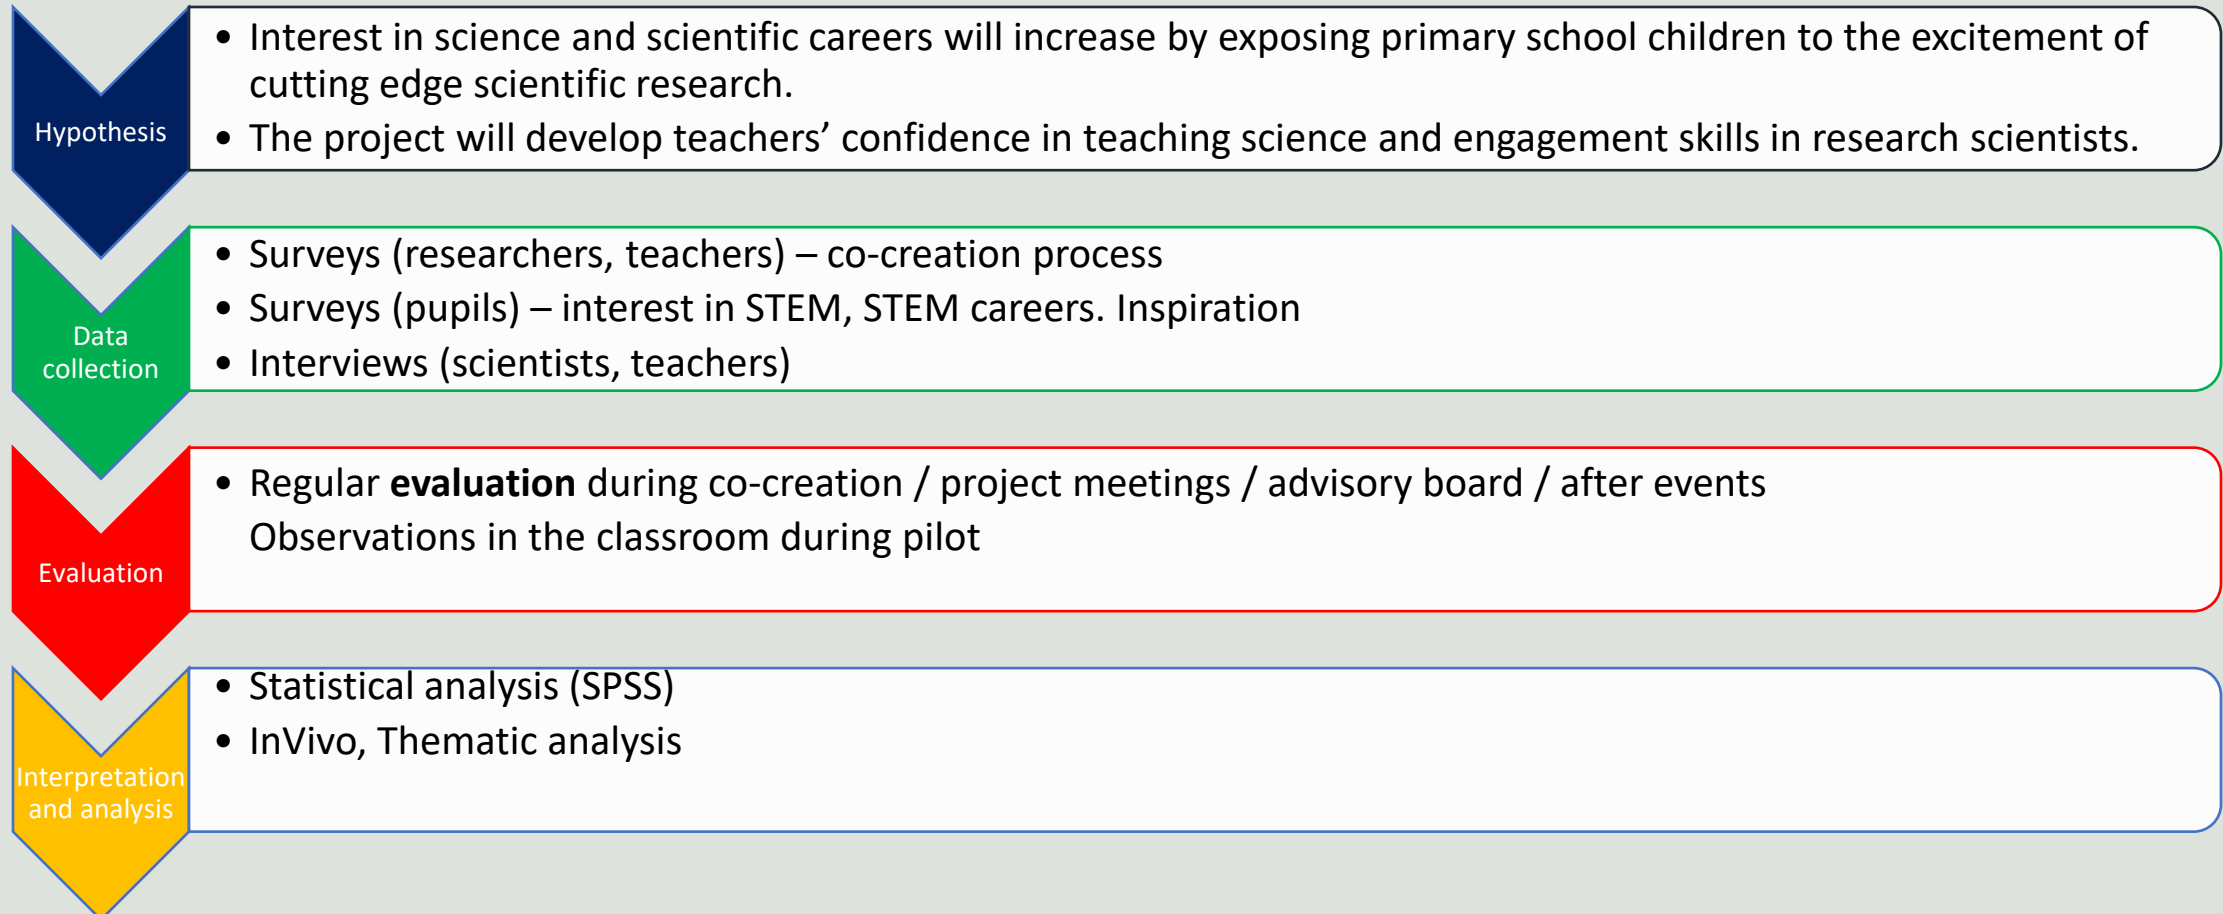 Hypothesis
• Interest in science and scientific careers will increase by exposing primary school children to the excitement of
cutting edge scientific research.
• The project will develop teachers’ confidence in teaching science and engagement skills in research scientists.
Data
collection
• Surveys (researchers, teachers) – co-creation process
• Surveys (pupils) – interest in STEM, STEM careers. Inspiration
• Interviews (scientists, teachers)
Evaluation
• Regular evaluation during co-creation / project meetings / advisory board / after events
Observations in the classroom during pilot
Interpretation
and analysis
• Statistical analysis (SPSS)
• InVivo, Thematic analysis